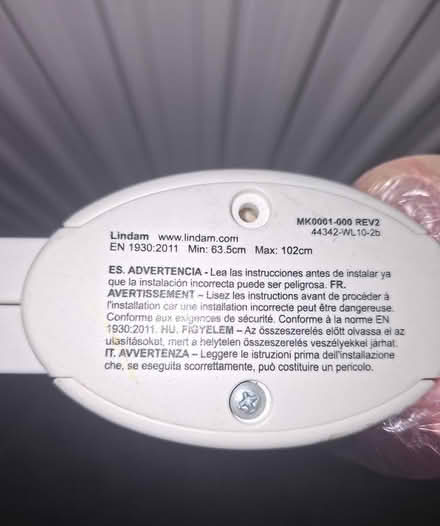 MK0001-000 REV2
44342-WL10-2b
Lindam www.lindam.com
EN 1930:2011 Min: 63.5cm Max: 102cm
ES. ADVERTENCIA - Lea las instrucciones antes de instalar ya
que la instalación incorrecta puede ser peligrosa. FR.
AVERTISSEMENT – Lisez les instructions avant de procéder à
l'installation car une installation incorrecte peut être dangereuse.
Conforme aux exigences de sécurité. Conforme à la norme EN
1930:2011. HU. FIGYELEM – Az összeszerelés előtt olvassa el az
utasításokat, mert a helytelen összeszerelés veszélyekkel járhat.
IT. AVVERTENZA – Leggere le istruzioni prima dell'installazione
che, se eseguita scorrettamente, può costituire un pericolo.